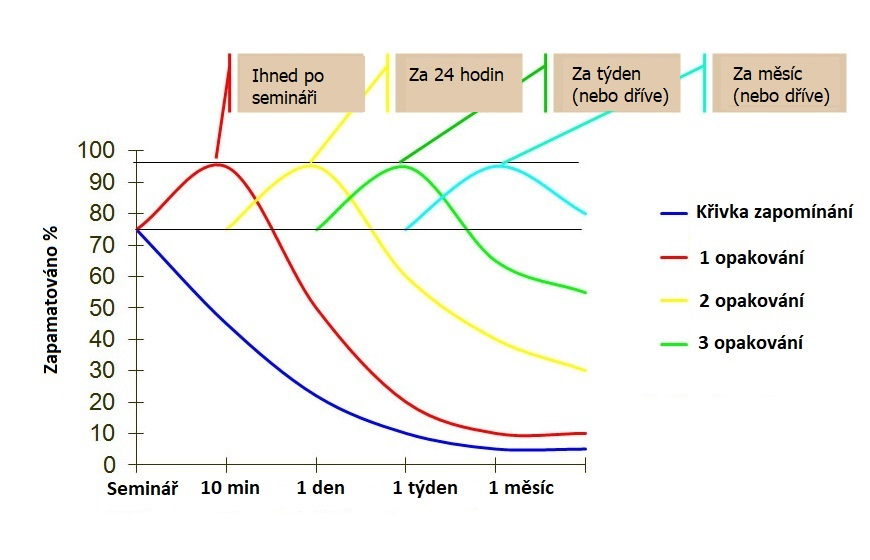 Ihned po
semináři
Za 24 hodin
Za týden
(nebo dříve)
Za měsíc
(nebo dříve)
Zapamatováno %
100
90
80
70
60
50
40
30
20
10
0
Seminář
10 min
1 den
1 týden
1 měsíc
Křivka zapomínání
1 opakování
2 opakování
3 opakování